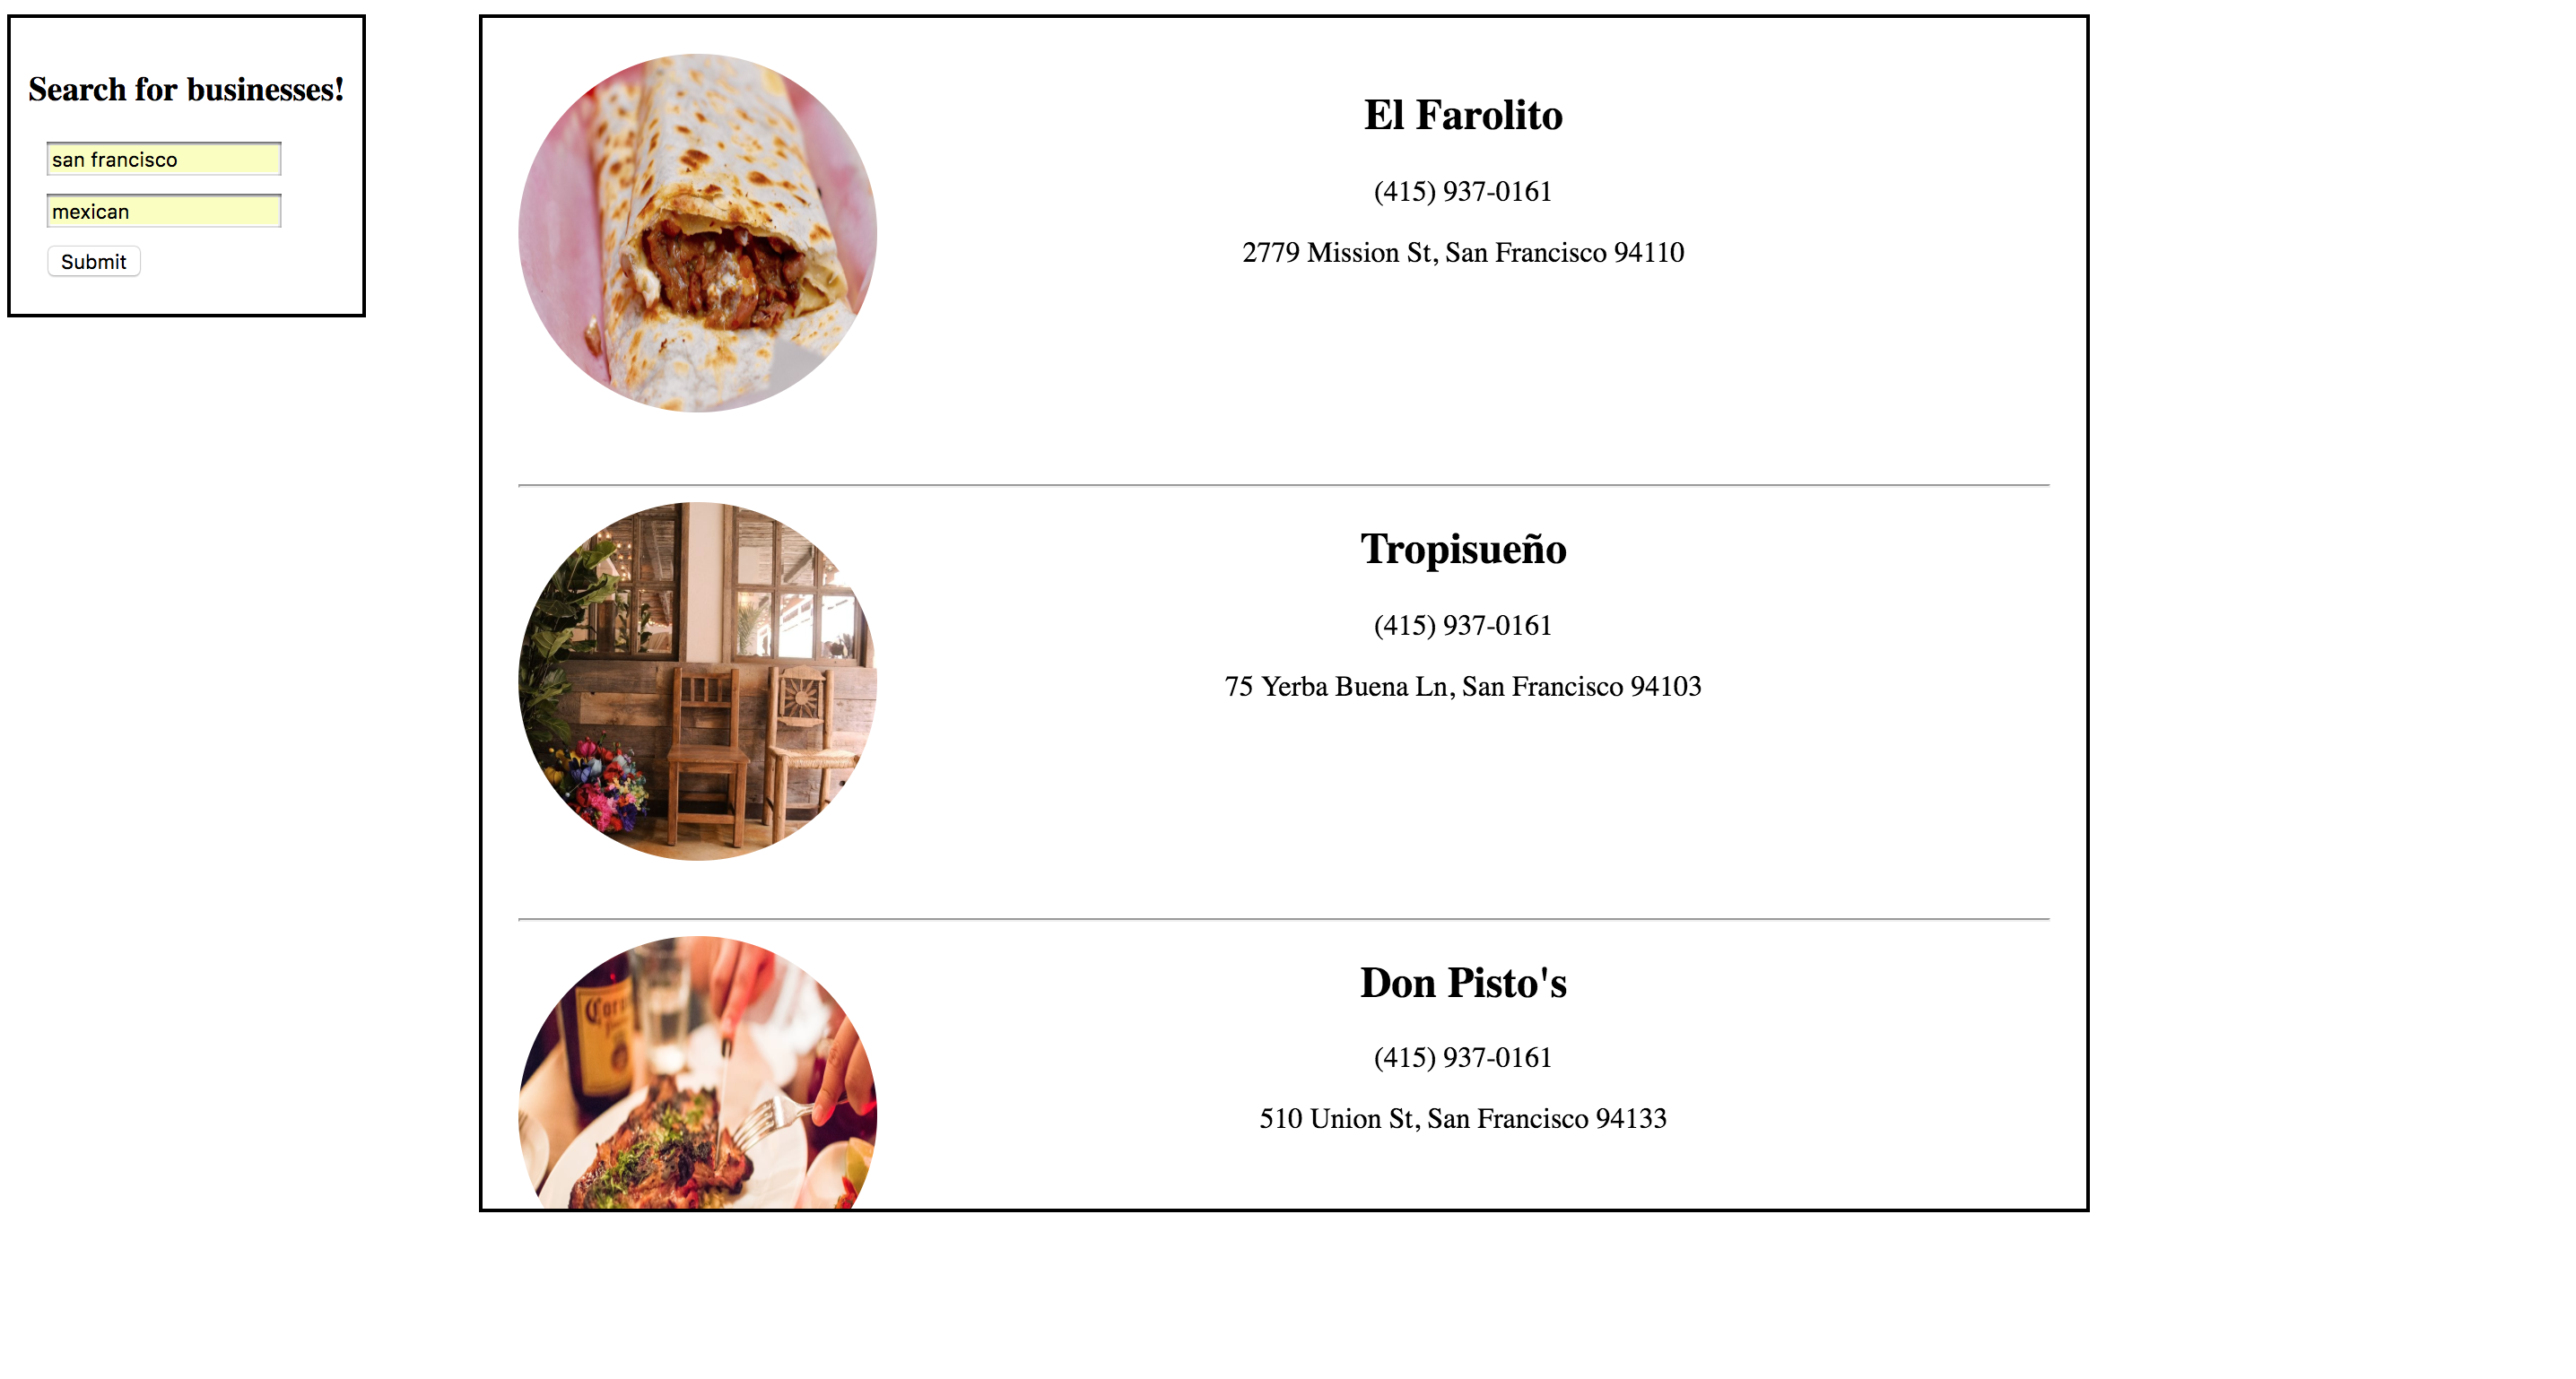 Search for businesses!
san francisco
mexican
Submit
El Farolito
(415) 937-0161
2779 Mission St, San Francisco 94110
Tropisueño
(415) 937-0161
75 Yerba Buena Ln, San Francisco 94103
Don Pisto's
(415) 937-0161
510 Union St, San Francisco 94133